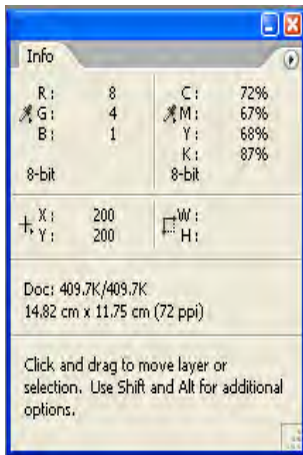 Info
R: 8 C: 72%
G: 4 M: 67%
B: 1 Y: 68%
K: 87%
8-bit 8-bit
X: 200 W:
Y: 200 H:
Doc: 409.7K/409.7K
14.82 cm x 11.75 cm (72 ppi)
Click and drag to move layer or
selection. Use Shift and Alt for additional
options.